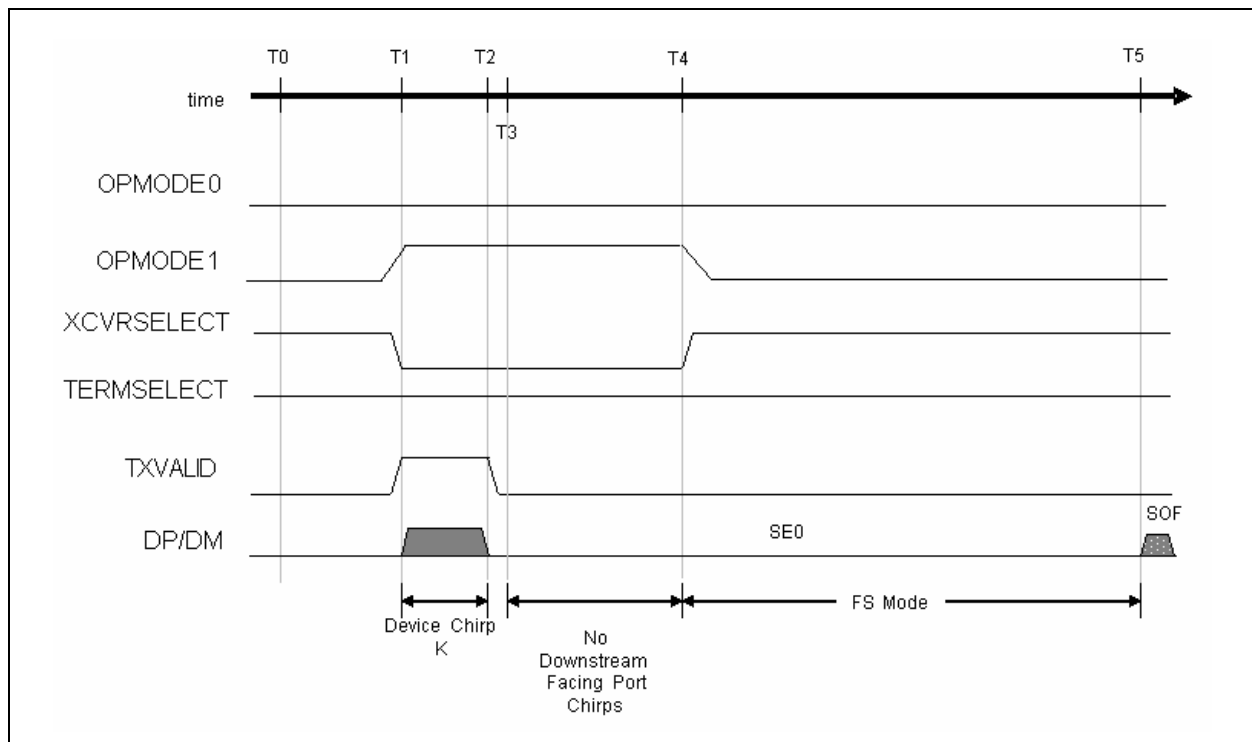 T0 T1 T2 T4 T5
time
T3
OPMODE0
OPMODE1
XCVRSELECT
TERMSELECT
TXVALID
SOF
SE0
DP/DM
Device Chirp
K
FS Mode
No
Downstream
Facing Port
Chirps